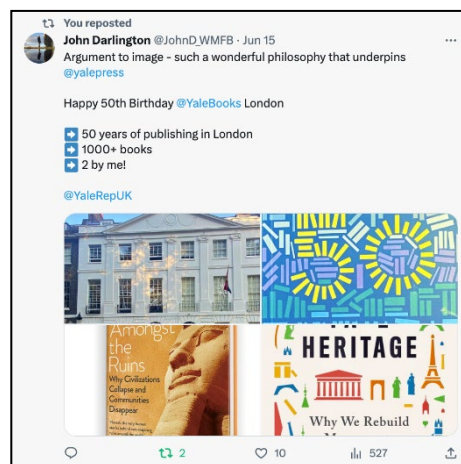 You reposted
John Darlington @JohnD_WMFB · Jun 15
Argument to image - such a wonderful philosophy that underpins
@yalepress
Happy 50th Birthday @YaleBooks London
➡️ 50 years of publishing in London
➡️ 1000+ books
➡️ 2 by me!
@YaleRepUK
Amongst
the
Ruins
Why Civilizations
Collapse and
Communities
Disappear
HERITAGE
Why We Rebuild
2
10
527